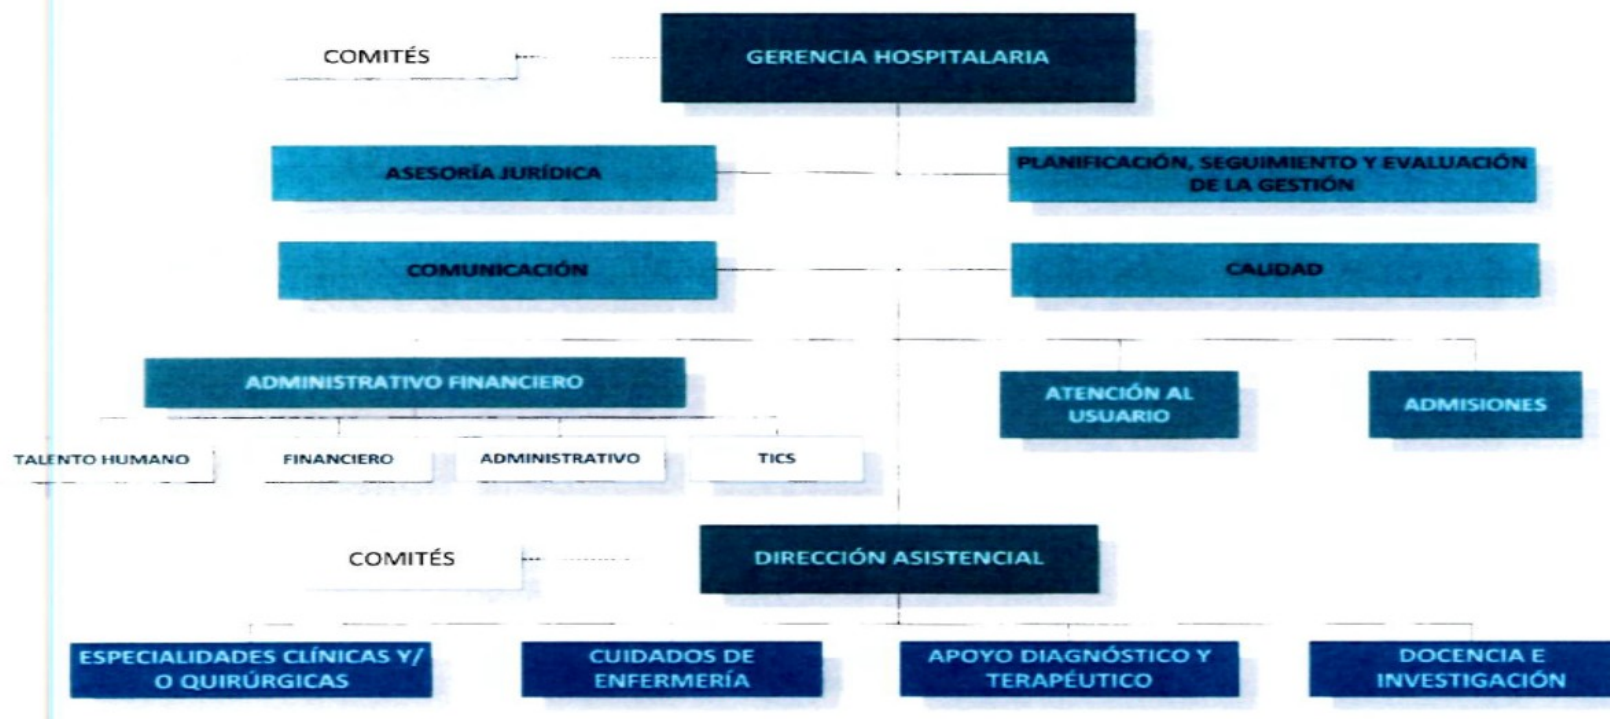 COMITÉS
GERENCIA HOSPITALARIA
ASESORÍA JURÍDICA
PLANIFICACIÓN, SEGUIMIENTO Y EVALUACIÓN
DE LA GESTIÓN
COMUNICACIÓN
CALIDAD
ADMINISTRATIVO FINANCIERO
ATENCIÓN AL
USUARIO
ADMISIONES
TALENTO HUMANO
FINANCIERO
ADMINISTRATIVO
TICS
COMITÉS
DIRECCIÓN ASISTENCIAL
ESPECIALIDADES CLÍNICAS Y/
O QUIRÚRGICAS
CUIDADOS DE
ENFERMERÍA
APOYO DIAGNÓSTICO Y
TERAPÉUTICO
DOCENCIA E
INVESTIGACIÓN